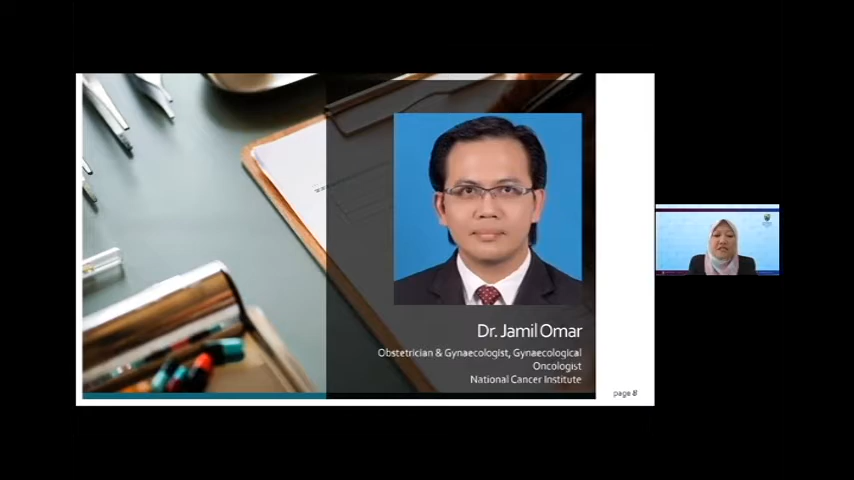 Dr. Jamil Omar
Obstetrician & Gynaecologist, Gynaecological
Oncologist
National Cancer Institute
page 8